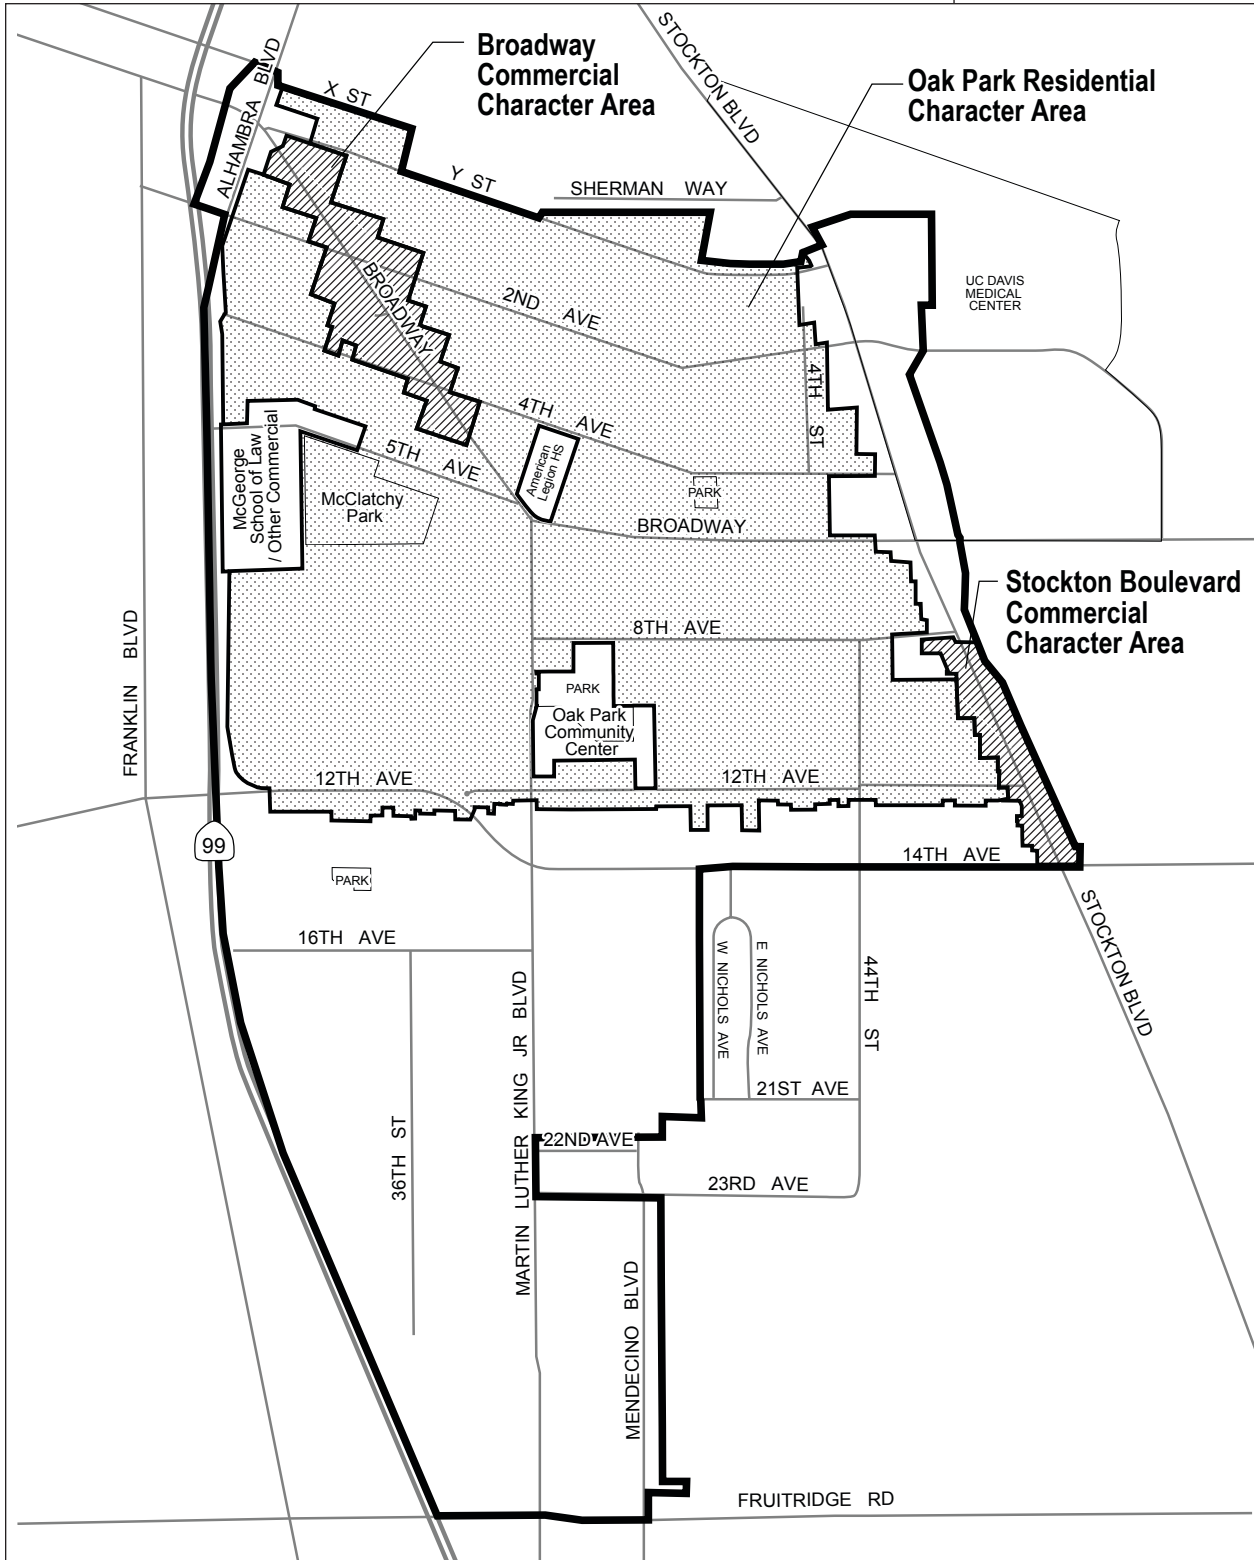 Broadway
Commercial
Character Area
Oak Park Residential
Character Area
STOCKTON BLVD
ALHAMBRA BLVD
X ST
Y ST
SHERMAN WAY
UC DAVIS
MEDICAL
CENTER
BROADWAY
2ND AVE
4TH ST
4TH AVE
5TH AVE
American
Legion HS
McGeorge
School of Law
/ Other Commercial
McClatchy
Park
PARK
BROADWAY
Stockton Boulevard
Commercial
Character Area
8TH AVE
FRANKLIN BLVD
PARK
Oak Park
Community
Center
12TH AVE
12TH AVE
99
14TH AVE
PARK
16TH AVE
STOCKTON BLVD
W NICHOLS AVE
E NICHOLS AVE
44TH ST
MARTIN LUTHER KING JR BLVD
21ST AVE
36TH ST
22ND AVE
23RD AVE
MENDECINO BLVD
FRUITRIDGE RD